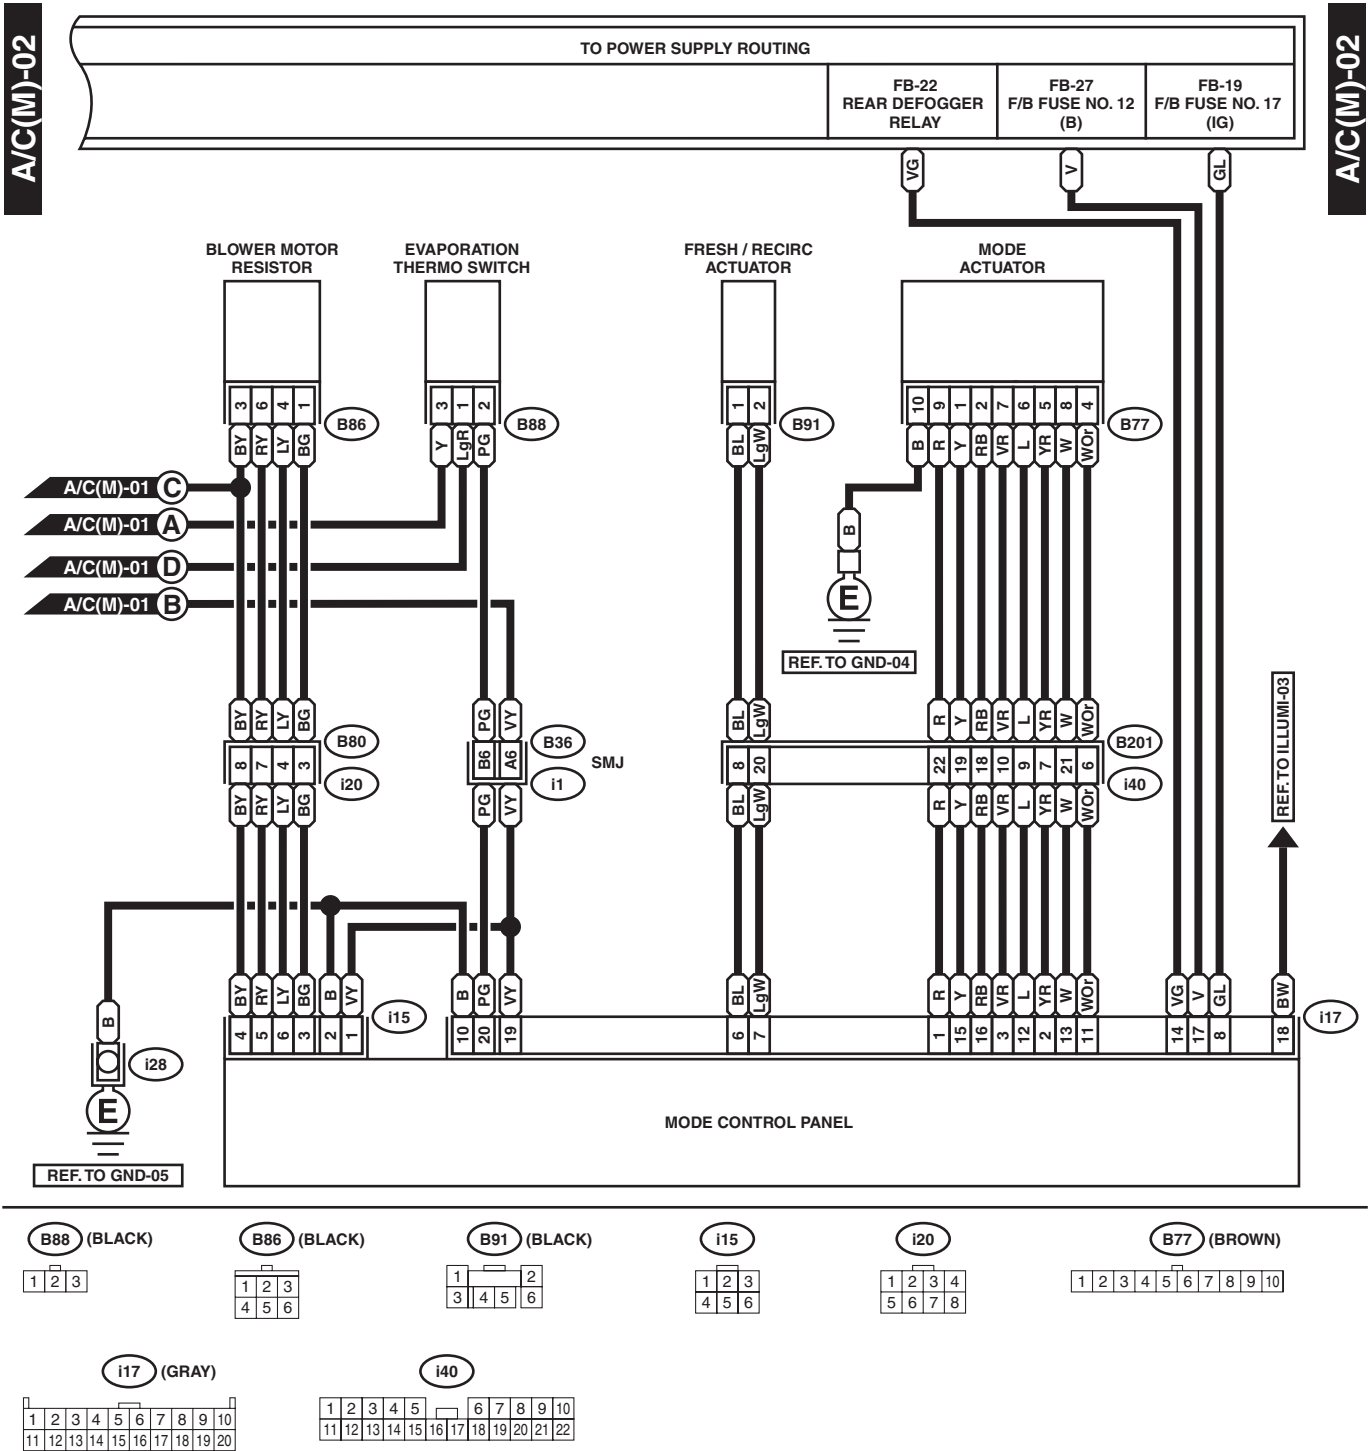 A/C(M)-02
A/C(M)-02
TO POWER SUPPLY ROUTING
FB-22
REAR DEFOGGER
RELAY
FB-27
F/B FUSE NO. 12
(B)
FB-19
F/B FUSE NO. 17
(IG)
VG V GL
BLOWER MOTOR
RESISTOR
EVAPORATION
THERMO SWITCH
FRESH / RECIRC
ACTUATOR
MODE
ACTUATOR
3 6 4 1
B86
3 1 2
B88
1 2
B91
10 9 1 2 7 6 5 8 4
B77
BY RY LY BG
Y LgR PG
BL LgW
B R Y RB VR L YR W WOr
A/C(M)-01 C
A/C(M)-01 A
A/C(M)-01 D
A/C(M)-01 B
B
E
REF. TO GND-04
REF. TO ILLUMI-03
BY RY LY BG
PG VY
BL LgW
R Y RB VR L YR W WOr
8 7 4 3
B80
i20
B6 A6
B36
i1
SMJ
8 20
22 19 18 10 9 7 21 6
B201
i40
BY RY LY BG
PG VY
BL LgW
R Y RB VR L YR W WOr
BY RY LY BG B VY
B PG VY
BL LgW
R Y RB VR L YR W WOr
VG V GL
BW
4 5 6 3 2 1
i15
10 20 19
6 7
1 15 16 3 12 2 13 11
14 17 8
18
i17
B
i28
E
REF. TO GND-05
MODE CONTROL PANEL
B88 (BLACK)
1 2 3
B86 (BLACK)
1 2 3
4 5 6
B91 (BLACK)
1 2
3 4 5 6
i15
1 2 3
4 5 6
i20
1 2 3 4
5 6 7 8
B77 (BROWN)
1 2 3 4 5 6 7 8 9 10
i17 (GRAY)
1 2 3 4 5 6 7 8 9 10
11 12 13 14 15 16 17 18 19 20
i40
1 2 3 4 5 6 7 8 9 10
11 12 13 14 15 16 17 18 19 20 21 22